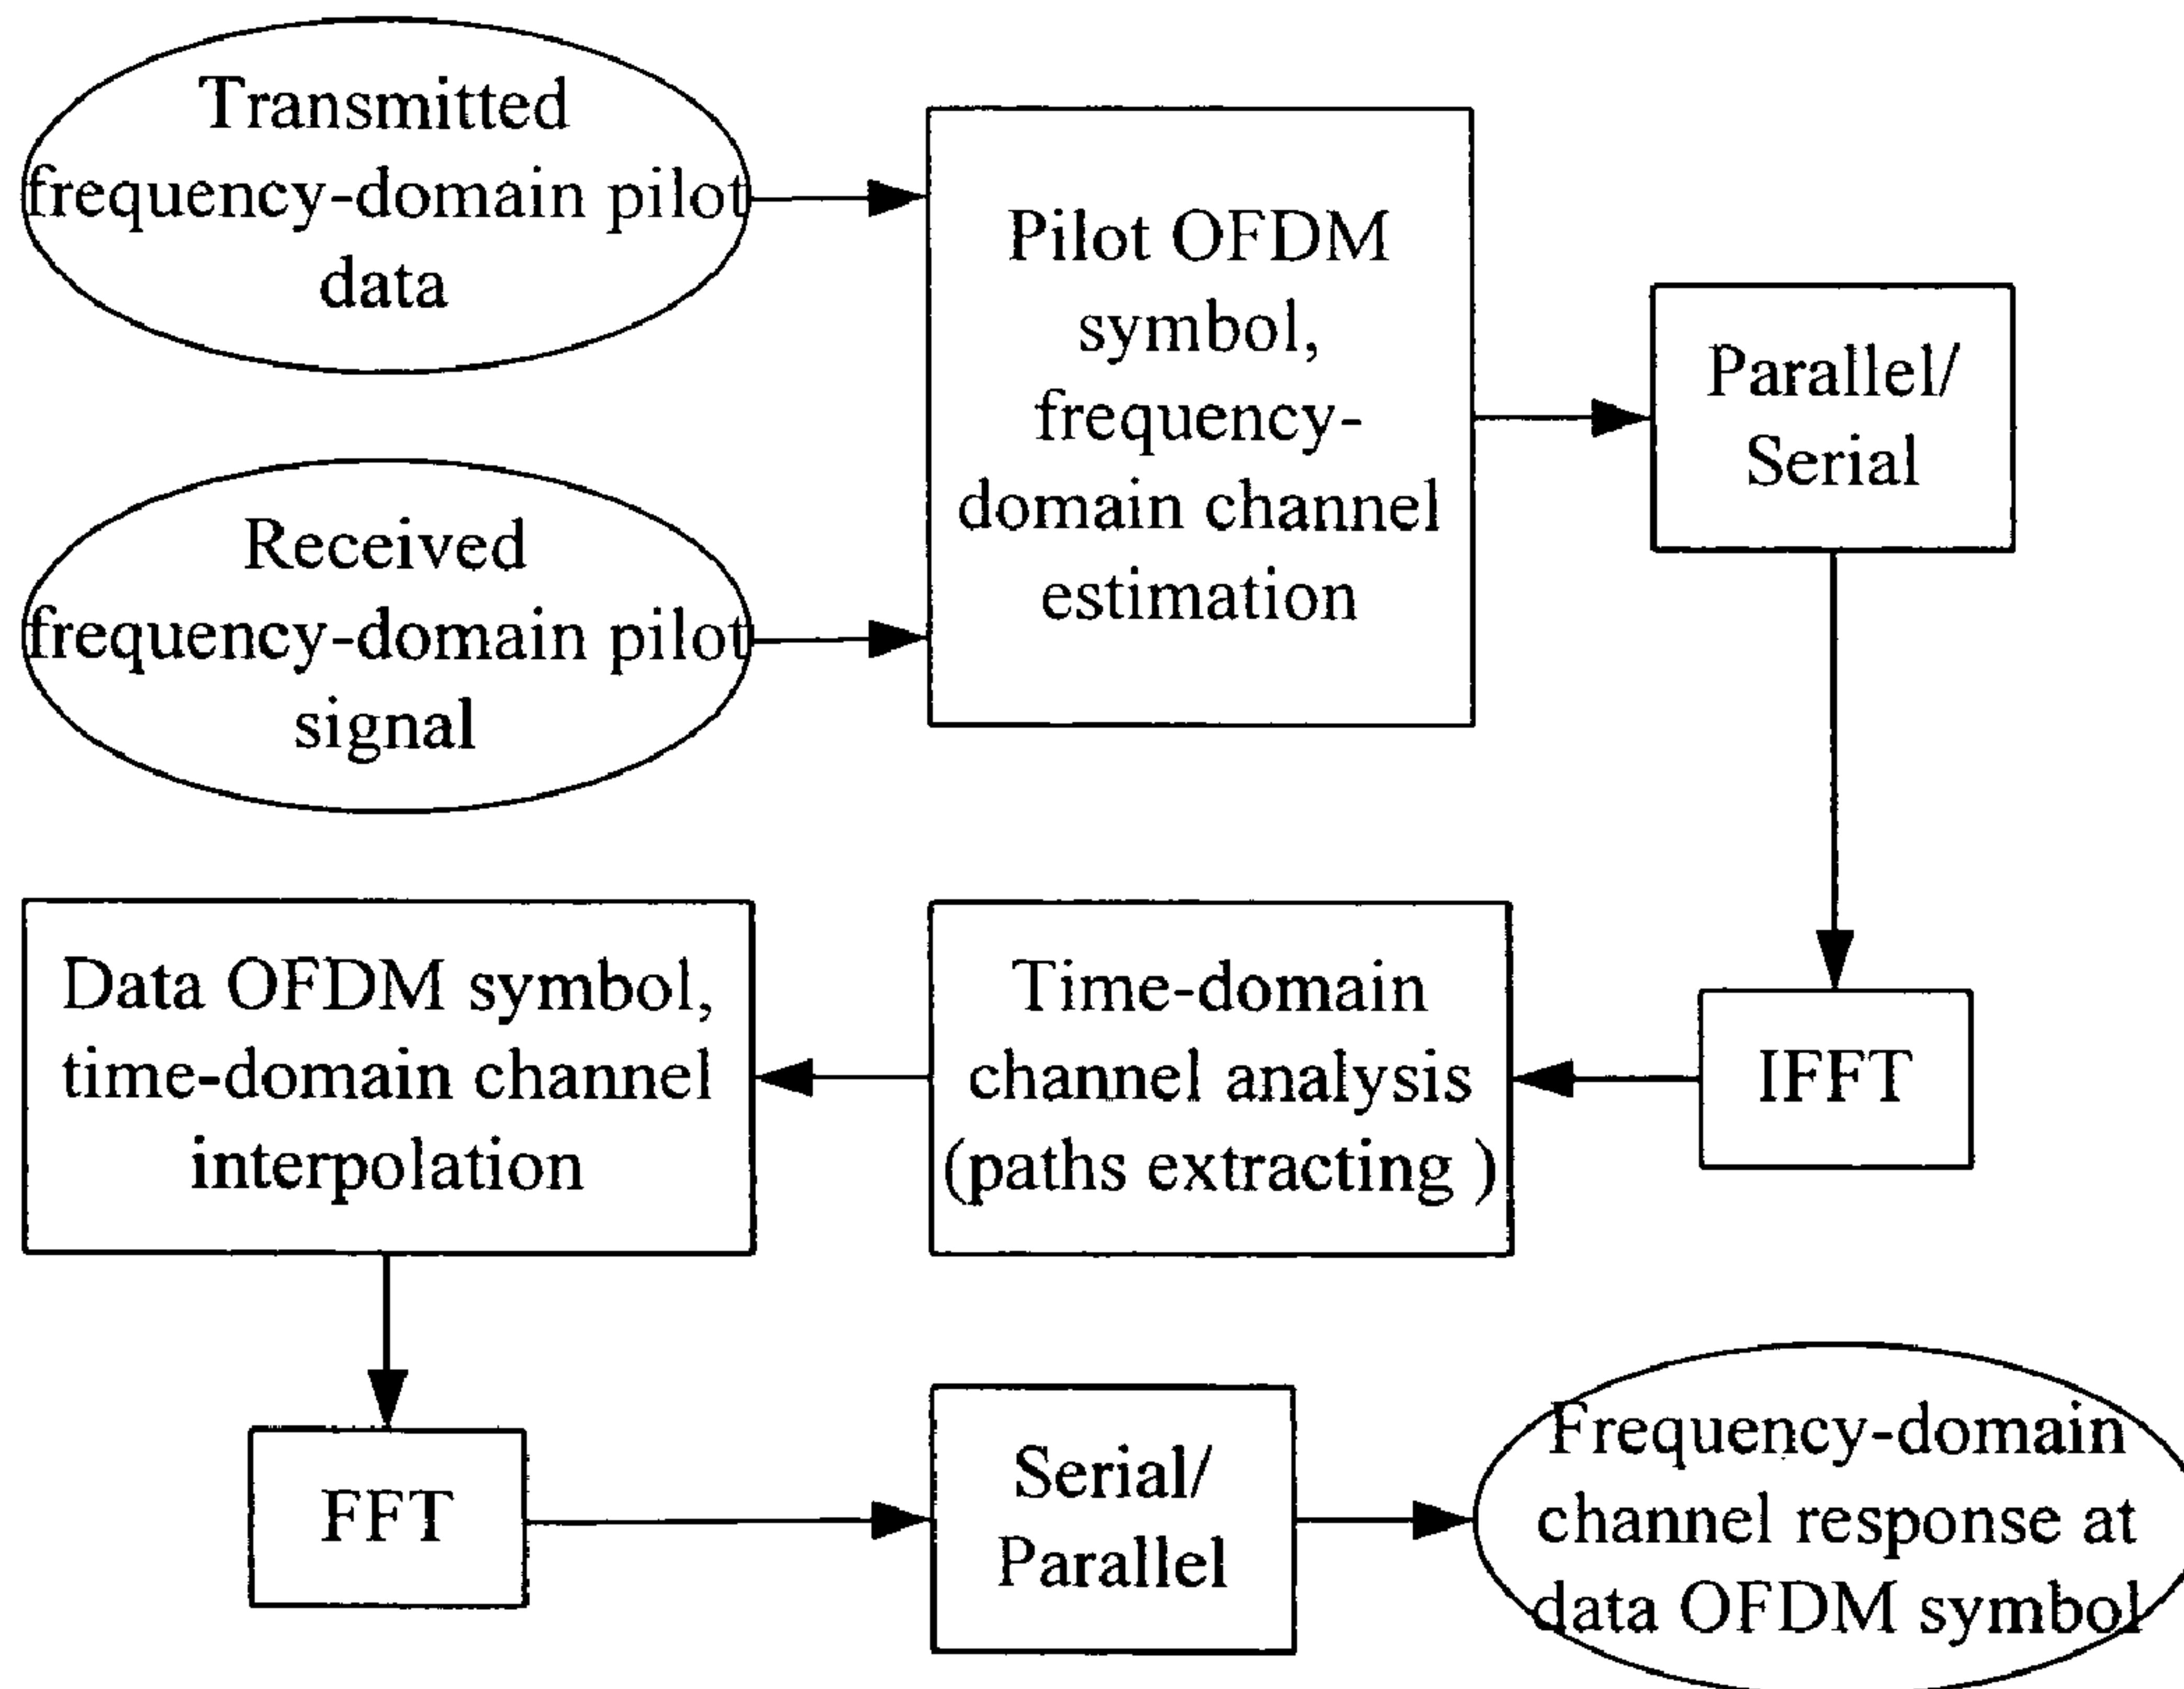 Transmitted
frequency-domain pilot
data
Pilot OFDM
symbol,
frequency-
domain channel
estimation
Parallel/
Serial
Received
frequency-domain pilot
signal
Data OFDM symbol,
time-domain channel
interpolation
Time-domain
channel analysis
(paths extracting )
IFFT
FFT
Serial/
Parallel
Frequency-domain
channel response at
data OFDM symbol